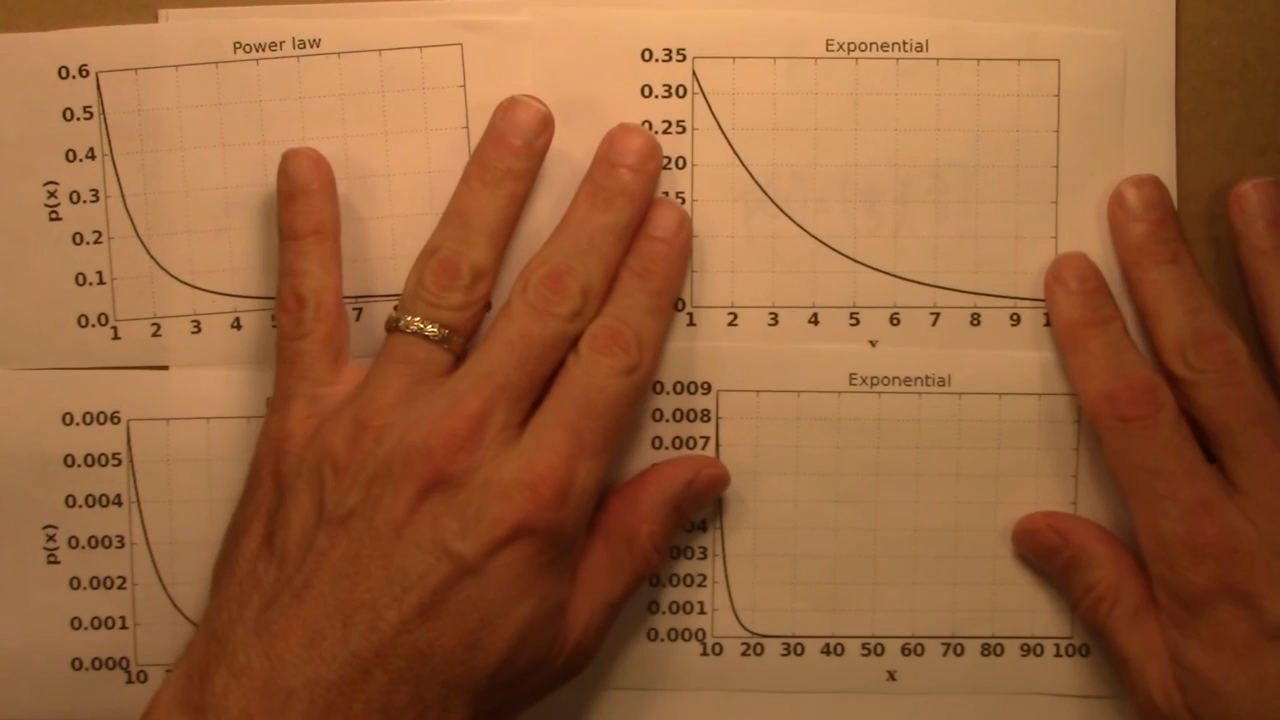 Power law
0.6
0.5
0.4
0.3
0.2
0.1
0.0
p(x)
1 2 3 4 7
Exponential
0.35
0.30
0.25
20
1 2 3 4 5 6 7 8 9
0.006
0.005
0.004
0.003
0.002
0.001
0.000
p(x)
10
Exponential
0.009
0.008
0.007
003
0.002
0.001
0.000
10 20 30 40 50 60 70 80 90 100
x